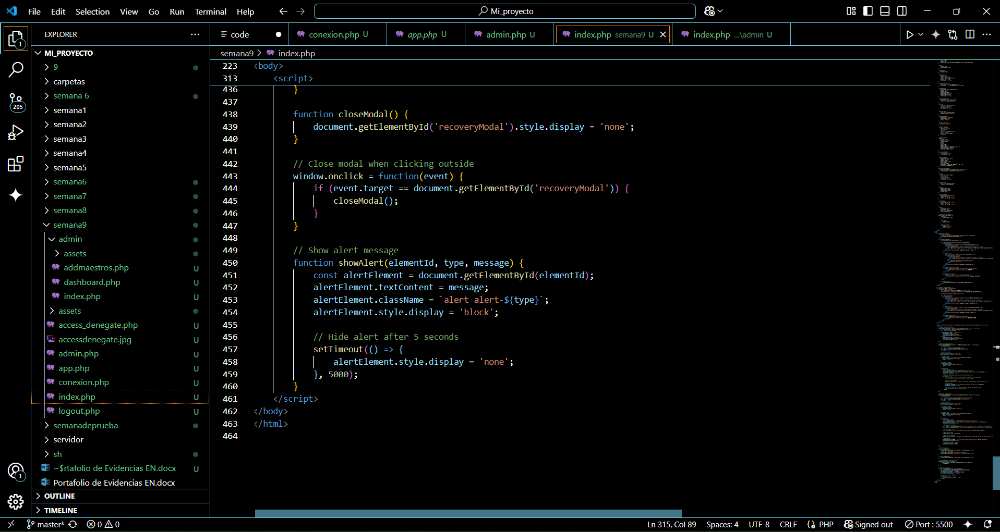 File Edit Selection View Go Run Terminal Help
Mi_proyecto
EXPLORER
1
MI_PROYECTO
9
carpetas
semana 6
205
semana1
semana2
semana3
semana4
semana5
semana6
semana7
semana8
semana9
admin
assets
addmaestros.php U
dashboard.php U
index.php U
assets
access_denegate.php U
accessdenegate.jpg U
admin.php U
app.php U
conexion.php U
index.php U
logout.php U
semanadeprueba
servidor
sh
~$rtafolio de Evidencias EN.docx U
Portafolio de Evidencias EN.docx
1
OUTLINE
TIMELINE
code
conexion.php U
app.php U
admin.php U
index.php semana9 U
index.php ...\admin U
semana9 > index.php
223 <body>
313 <script>
436 }
437
438 function closeModal() {
439 document.getElementById('recoveryModal').style.display = 'none';
440 }
441
442 // Close modal when clicking outside
443 window.onclick = function(event) {
444 if (event.target == document.getElementById('recoveryModal')) {
445 closeModal();
446 }
447 }
448
449 // Show alert message
450 function showAlert(elementId, type, message) {
451 const alertElement = document.getElementById(elementId);
452 alertElement.textContent = message;
453 alertElement.className = `alert alert-${type}`;
454 alertElement.style.display = 'block';
455
456 // Hide alert after 5 seconds
457 setTimeout(() => {
458 alertElement.style.display = 'none';
459 }, 5000);
460 }
461 </script>
462 </body>
463 </html>
464
master* 0 0
Ln 315, Col 89 Spaces: 4 UTF-8 CRLF PHP Signed out Port : 5500